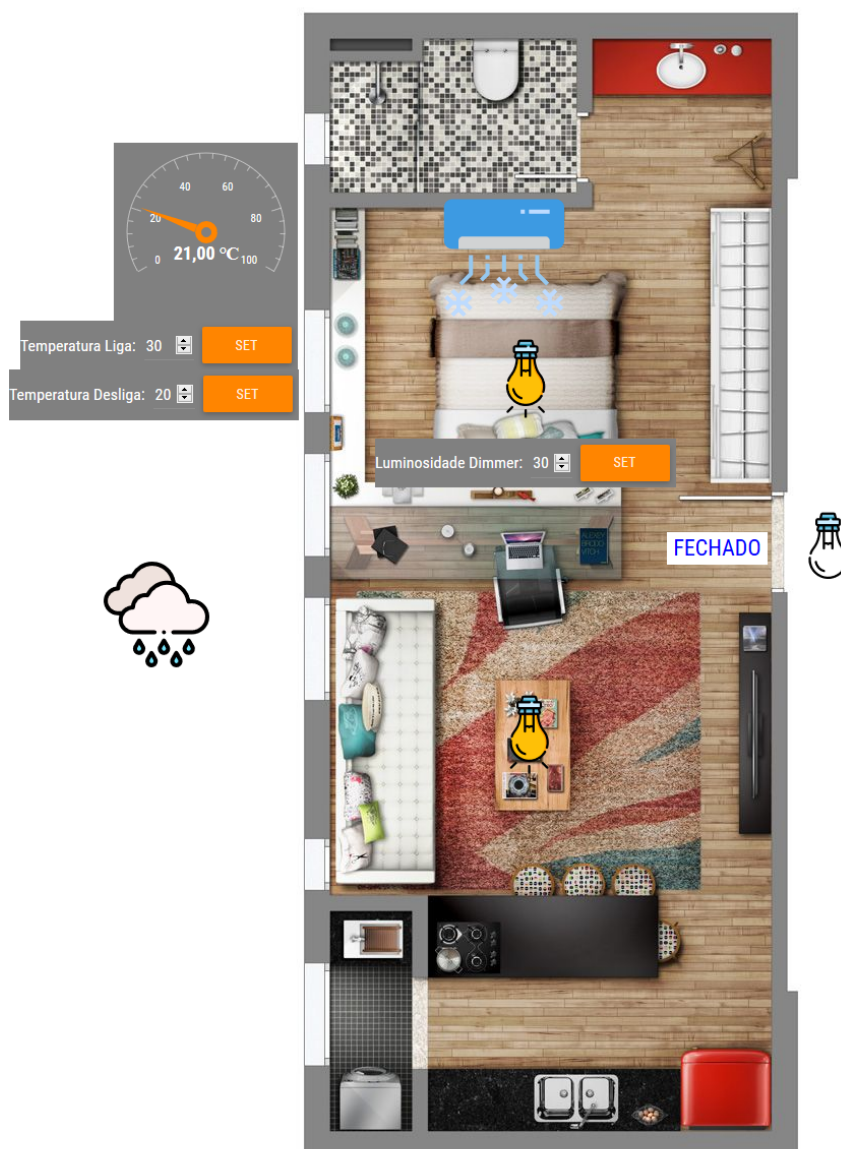 40 60
20 80
21,00 °C
0 100
Temperatura Liga: 30 SET
Temperatura Desliga: 20 SET
Luminosidade Dimmer: 30 SET
FECHADO